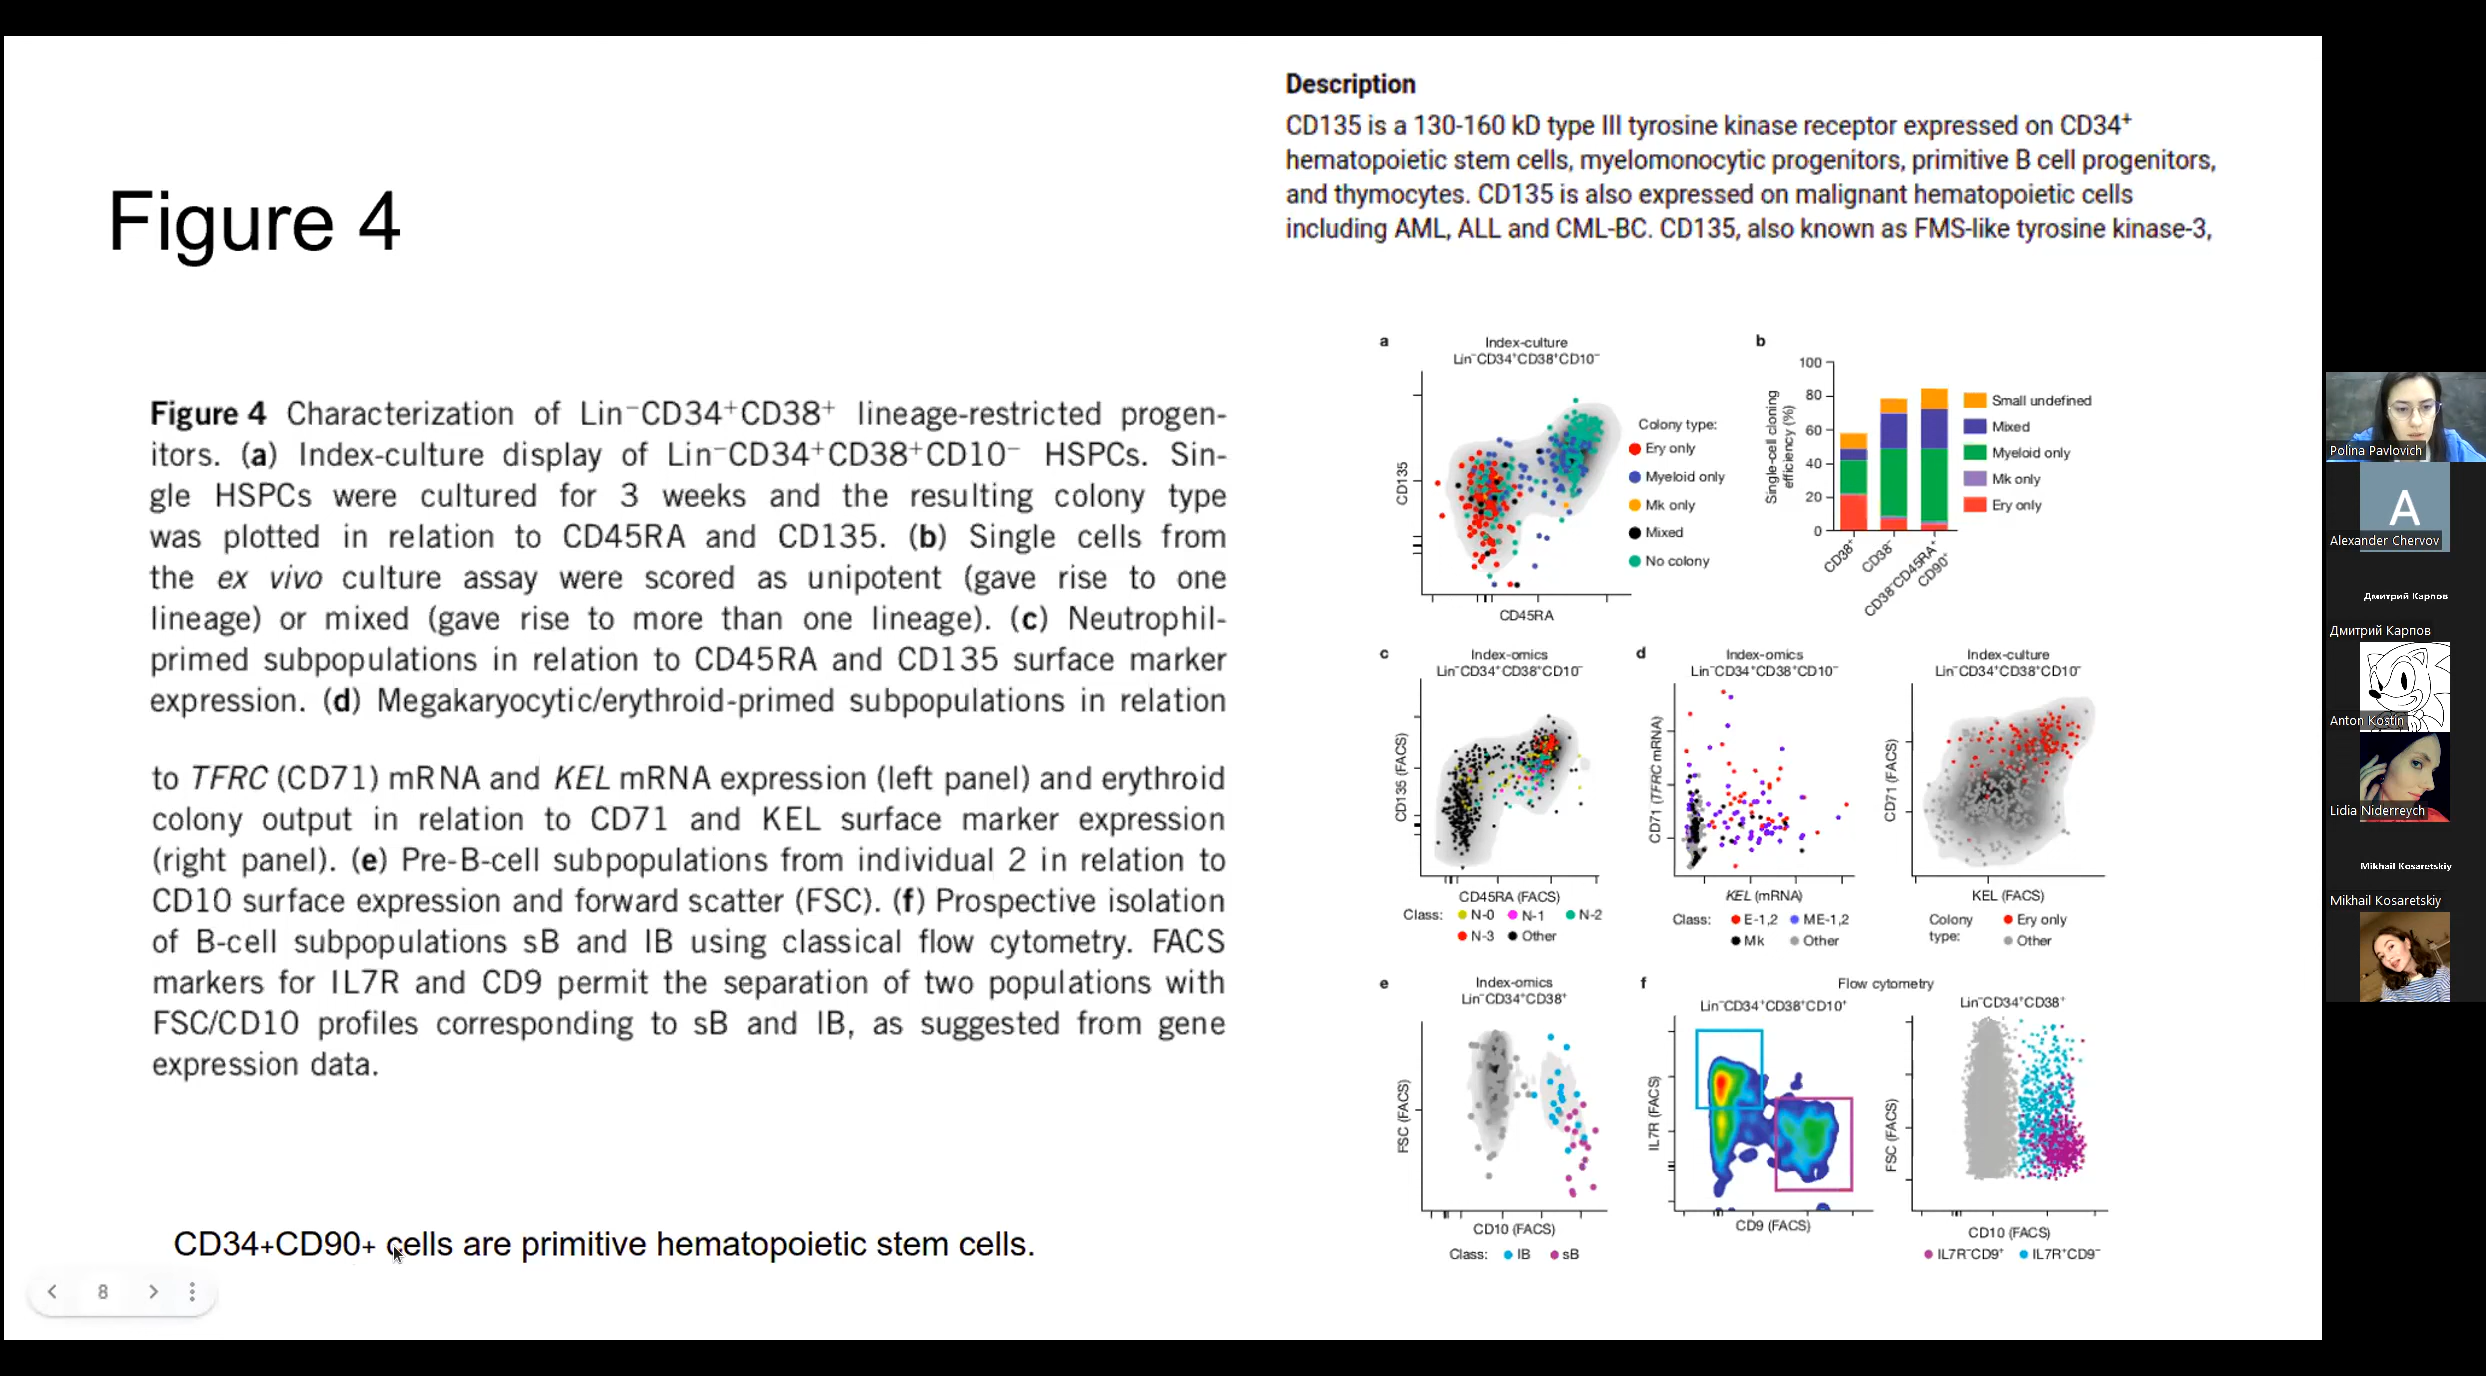 Figure 4
Description
CD135 is a 130-160 kD type III tyrosine kinase receptor expressed on CD34⁺
hematopoietic stem cells, myelomonocytic progenitors, primitive B cell progenitors,
and thymocytes. CD135 is also expressed on malignant hematopoietic cells
including AML, ALL and CML-BC. CD135, also known as FMS-like tyrosine kinase-3,
Figure 4 Characterization of Lin⁻CD34⁺CD38⁺ lineage-restricted progen-
itors. (a) Index-culture display of Lin⁻CD34⁺CD38⁺CD10⁻ HSPCs. Sin-
gle HSPCs were cultured for 3 weeks and the resulting colony type
was plotted in relation to CD45RA and CD135. (b) Single cells from
the ex vivo culture assay were scored as unipotent (gave rise to one
lineage) or mixed (gave rise to more than one lineage). (c) Neutrophil-
primed subpopulations in relation to CD45RA and CD135 surface marker
expression. (d) Megakaryocytic/erythroid-primed subpopulations in relation
to TFRC (CD71) mRNA and KEL mRNA expression (left panel) and erythroid
colony output in relation to CD71 and KEL surface marker expression
(right panel). (e) Pre-B-cell subpopulations from individual 2 in relation to
CD10 surface expression and forward scatter (FSC). (f) Prospective isolation
of B-cell subpopulations sB and lB using classical flow cytometry. FACS
markers for IL7R and CD9 permit the separation of two populations with
FSC/CD10 profiles corresponding to sB and lB, as suggested from gene
expression data.
CD34+CD90+ cells are primitive hematopoietic stem cells.
8
a
Index-culture
Lin⁻CD34⁺CD38⁺CD10⁻
CD135
CD45RA
Colony type:
Ery only
Myeloid only
Mk only
Mixed
No colony
b
Single-cell cloning
efficiency (%)
100
80
60
40
20
0
CD38⁺
CD38⁻
CD38⁻CD45RA⁺
CD90⁺
Small undefined
Mixed
Myeloid only
Mk only
Ery only
c
Index-omics
Lin⁻CD34⁺CD38⁺CD10⁻
CD135 (FACS)
CD45RA (FACS)
Class: N-0 N-1 N-2
N-3 Other
d
Index-omics
Lin⁻CD34⁺CD38⁺CD10⁻
CD71 (TFRC mRNA)
KEL (mRNA)
Class: E-1,2 ME-1,2
Mk Other
Index-culture
Lin⁻CD34⁺CD38⁺CD10⁻
CD71 (FACS)
KEL (FACS)
Colony
type:
Ery only
Other
e
Index-omics
Lin⁻CD34⁺CD38⁺
FSC (FACS)
CD10 (FACS)
Class: lB sB
f
Flow cytometry
Lin⁻CD34⁺CD38⁺CD10⁺
IL7R (FACS)
CD9 (FACS)
Lin⁻CD34⁺CD38⁺
FSC (FACS)
CD10 (FACS)
IL7R⁻CD9⁺ IL7R⁺CD9⁻
Polina Pavlovich
A
Alexander Chervov
Дмитрий Карпов
Дмитрий Карпов
Anton Kostin
Lidia Niderreych
Mikhail Kosaretskiy
Mikhail Kosaretskiy